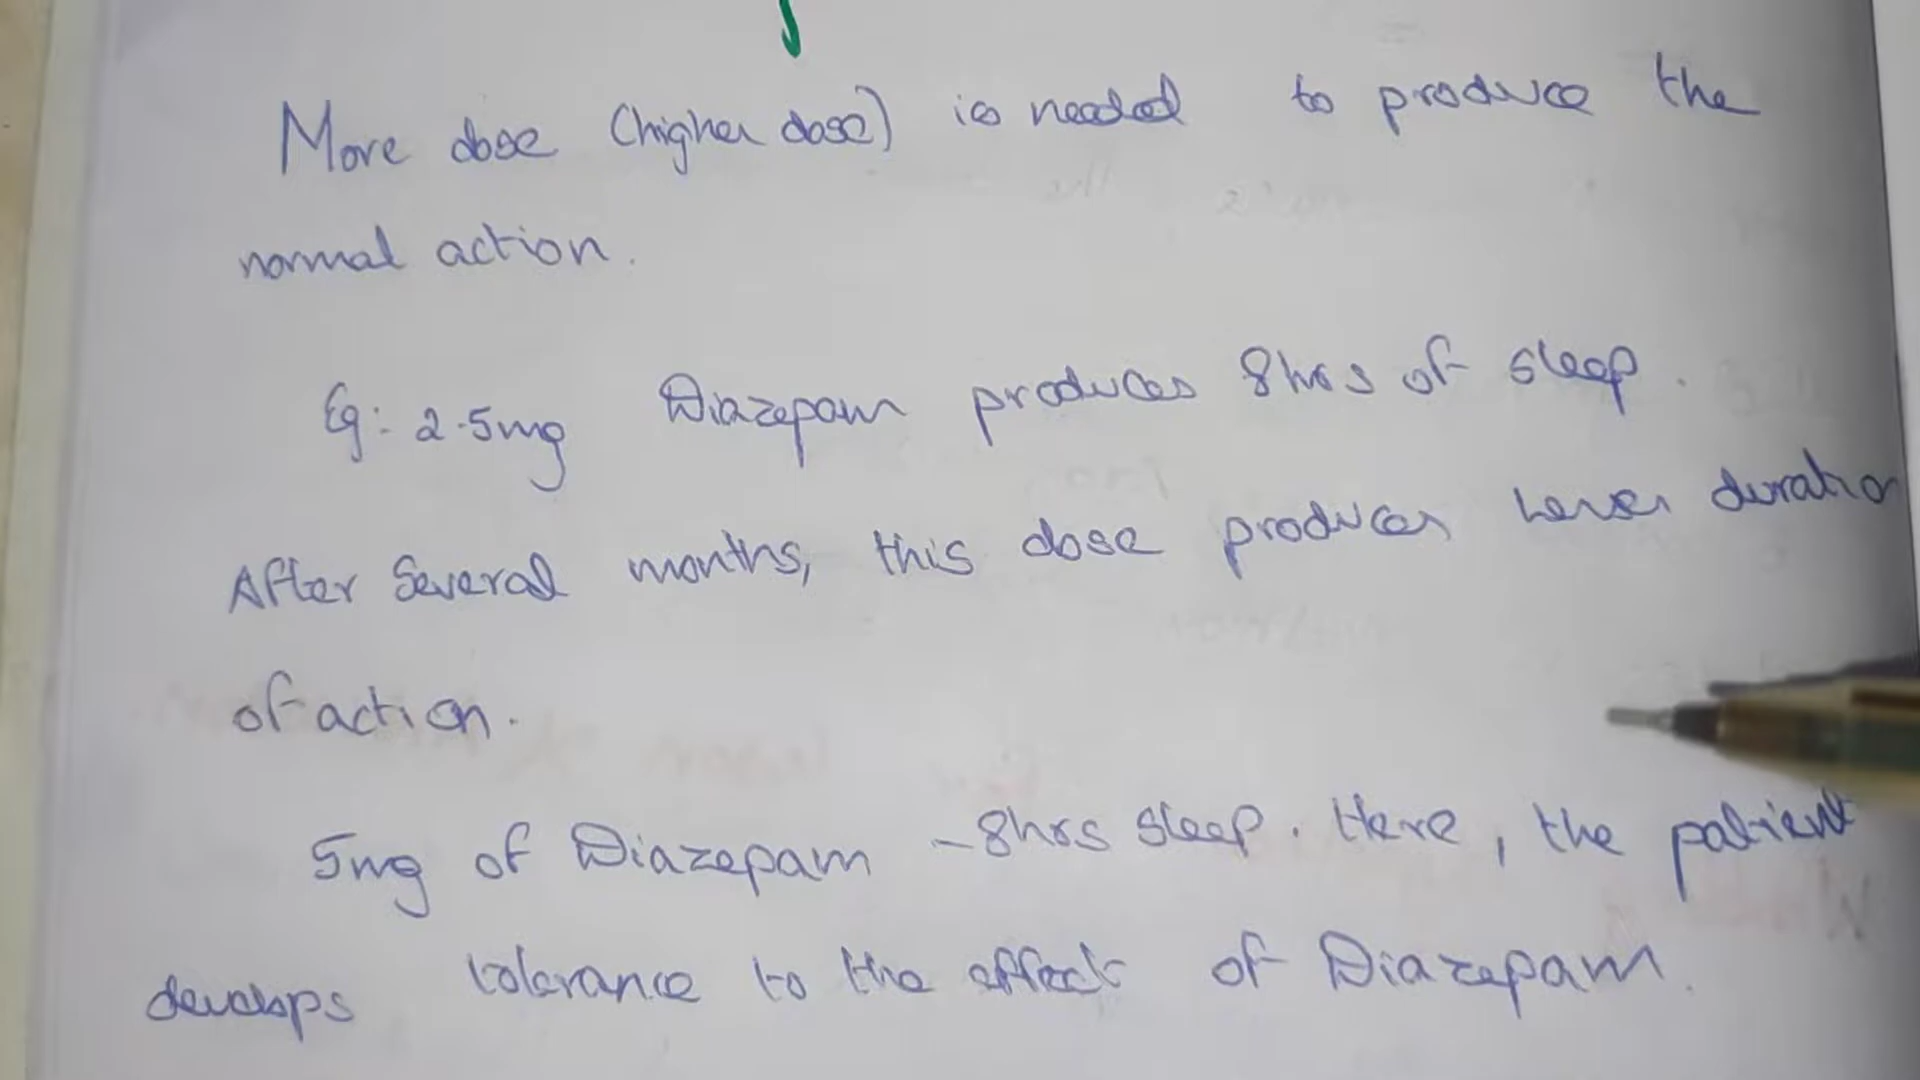 More dose (higher dose) is needed to produce the
normal action.
Eg: 2.5mg Diazepam produces 8hrs of sleep.
After Several months, this dose produces duration
of action.
5mg of Diazepam - 8hrs sleep. Here, the patient
develops tolerance to the effect of Diazepam.